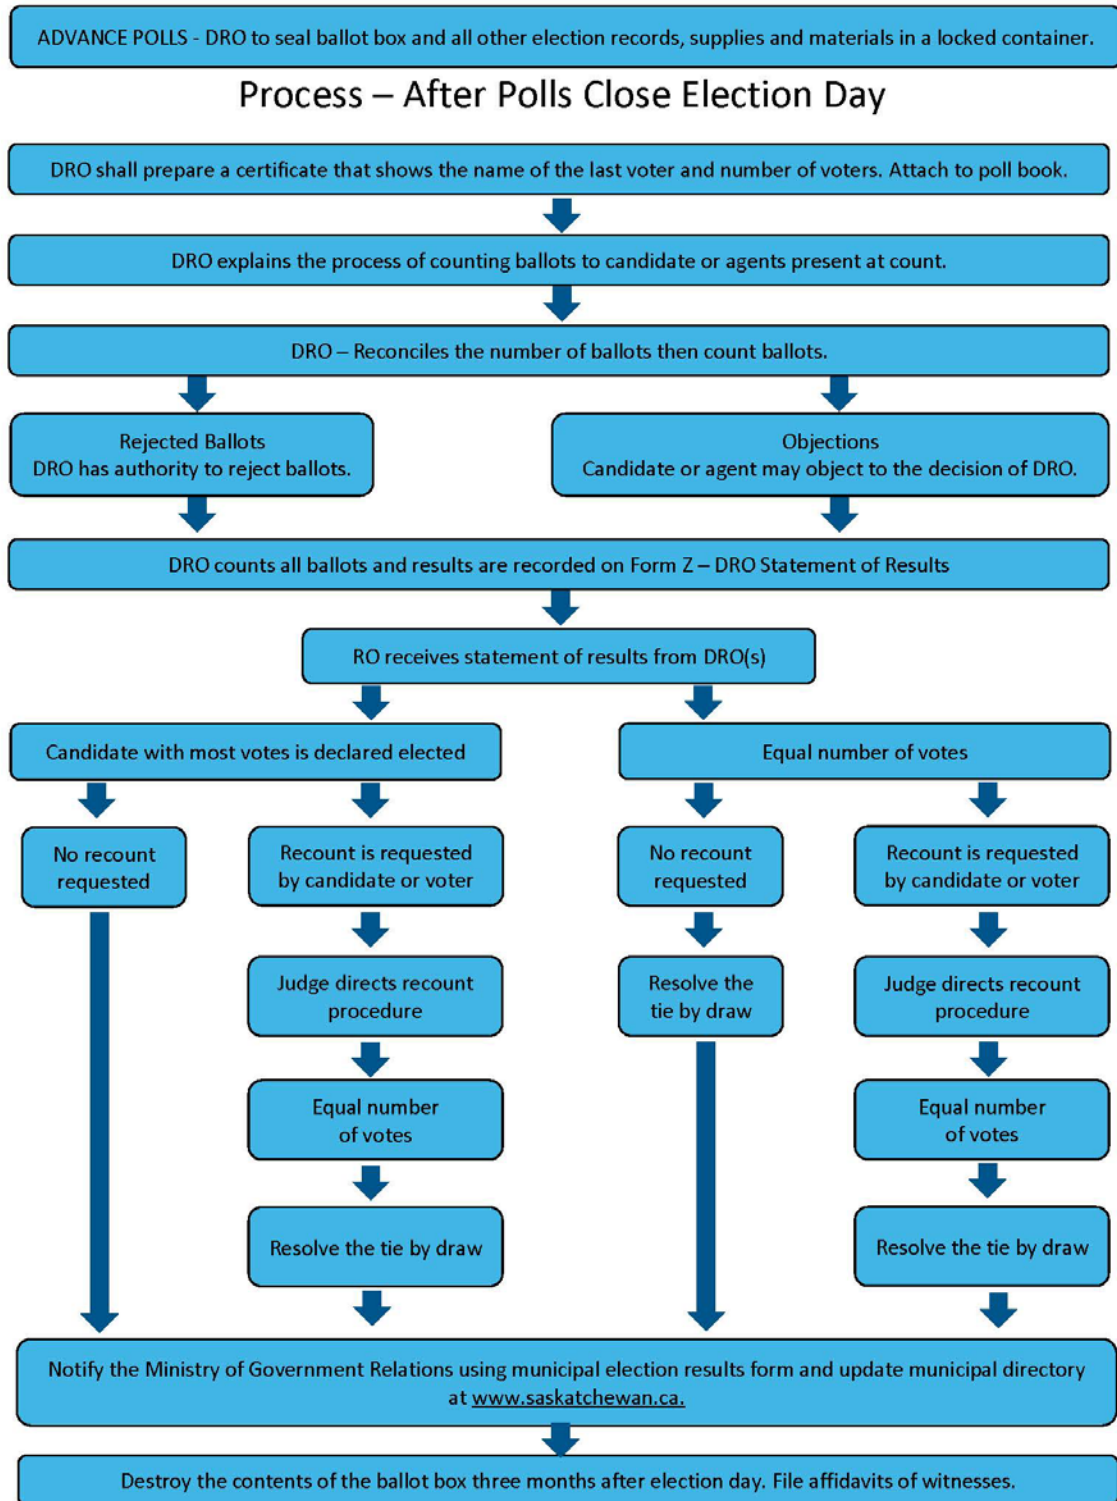 ADVANCE POLLS - DRO to seal ballot box and all other election records, supplies and materials in a locked container.
Process – After Polls Close Election Day
DRO shall prepare a certificate that shows the name of the last voter and number of voters. Attach to poll book.
DRO explains the process of counting ballots to candidate or agents present at count.
DRO – Reconciles the number of ballots then count ballots.
Rejected Ballots
DRO has authority to reject ballots.
Objections
Candidate or agent may object to the decision of DRO.
DRO counts all ballots and results are recorded on Form Z – DRO Statement of Results
RO receives statement of results from DRO(s)
Candidate with most votes is declared elected
Equal number of votes
No recount
requested
Recount is requested
by candidate or voter
No recount
requested
Recount is requested
by candidate or voter
Judge directs recount
procedure
Resolve the
tie by draw
Judge directs recount
procedure
Equal number
of votes
Equal number
of votes
Resolve the tie by draw
Resolve the tie by draw
Notify the Ministry of Government Relations using municipal election results form and update municipal directory
at www.saskatchewan.ca.
Destroy the contents of the ballot box three months after election day. File affidavits of witnesses.